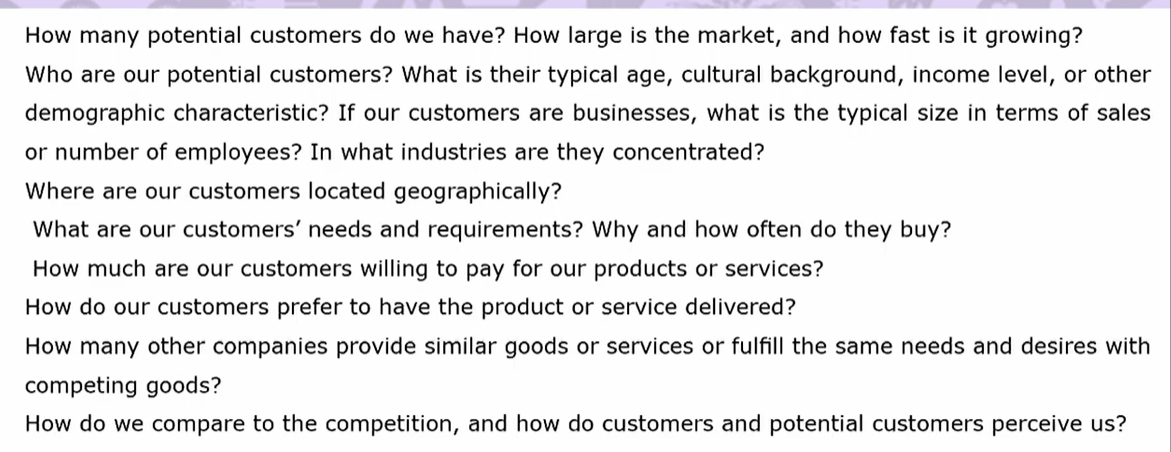 How many potential customers do we have? How large is the market, and how fast is it growing?
Who are our potential customers? What is their typical age, cultural background, income level, or other
demographic characteristic? If our customers are businesses, what is the typical size in terms of sales
or number of employees? In what industries are they concentrated?
Where are our customers located geographically?
What are our customers’ needs and requirements? Why and how often do they buy?
How much are our customers willing to pay for our products or services?
How do our customers prefer to have the product or service delivered?
How many other companies provide similar goods or services or fulfill the same needs and desires with
competing goods?
How do we compare to the competition, and how do customers and potential customers perceive us?